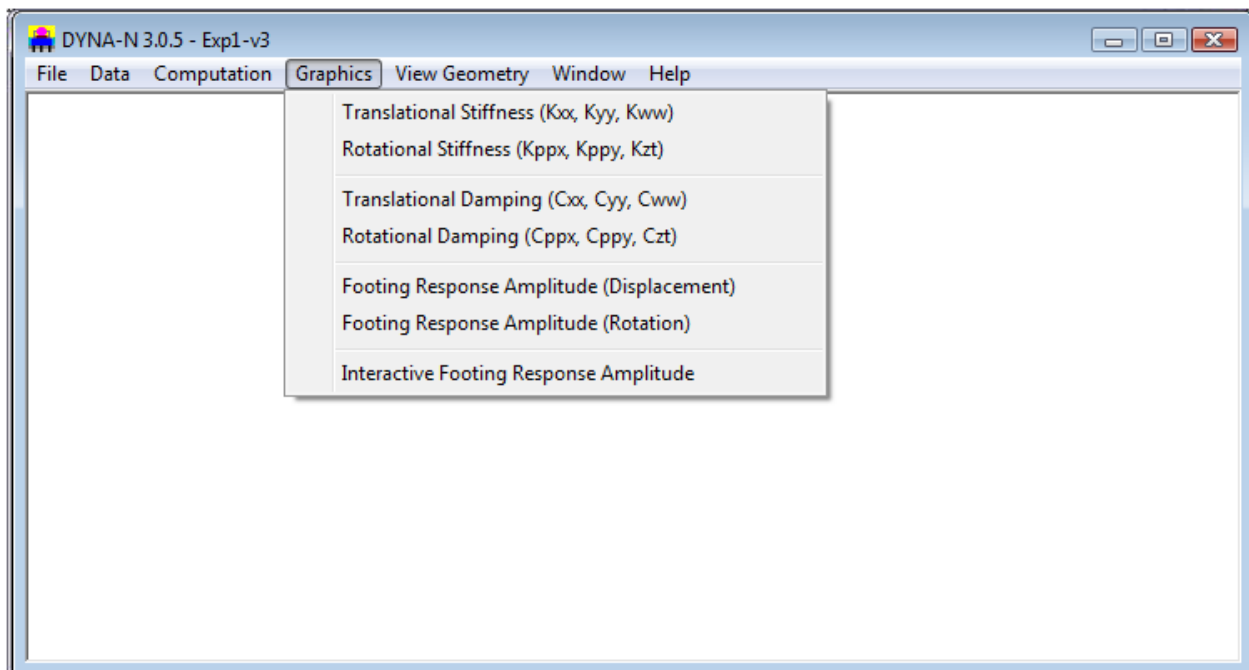 DYNA-N 3.0.5 - Exp1-v3
File Data Computation Graphics View Geometry Window Help
Translational Stiffness (Kxx, Kyy, Kww)
Rotational Stiffness (Kppx, Kppy, Kzt)
Translational Damping (Cxx, Cyy, Cww)
Rotational Damping (Cppx, Cppy, Czt)
Footing Response Amplitude (Displacement)
Footing Response Amplitude (Rotation)
Interactive Footing Response Amplitude